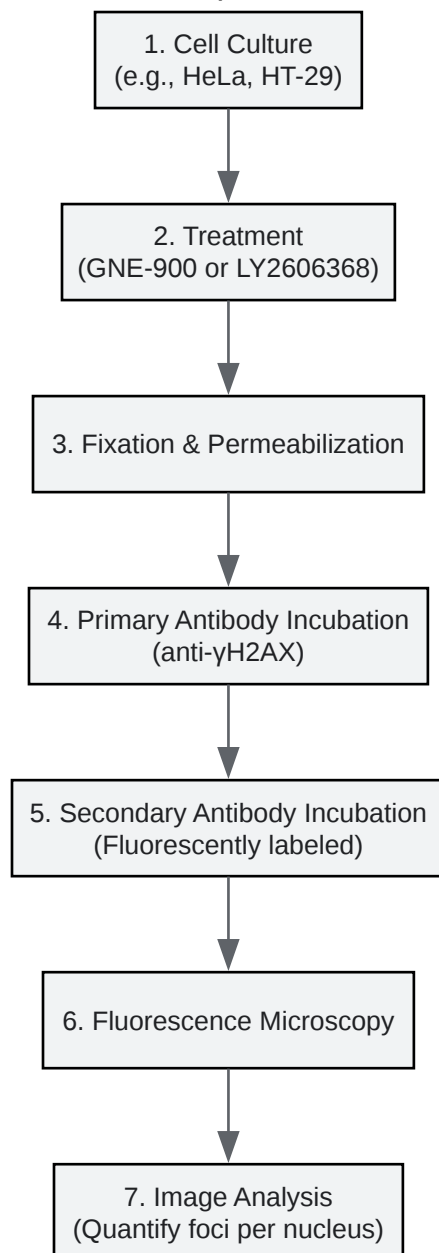 1. Cell Culture
(e.g., HeLa, HT-29)
2. Treatment
(GNE-900 or LY2606368)
3. Fixation & Permeabilization
4. Primary Antibody Incubation
(anti-γH2AX)
5. Secondary Antibody Incubation
(Fluorescently labeled)
6. Fluorescence Microscopy
7. Image Analysis
(Quantify foci per nucleus)